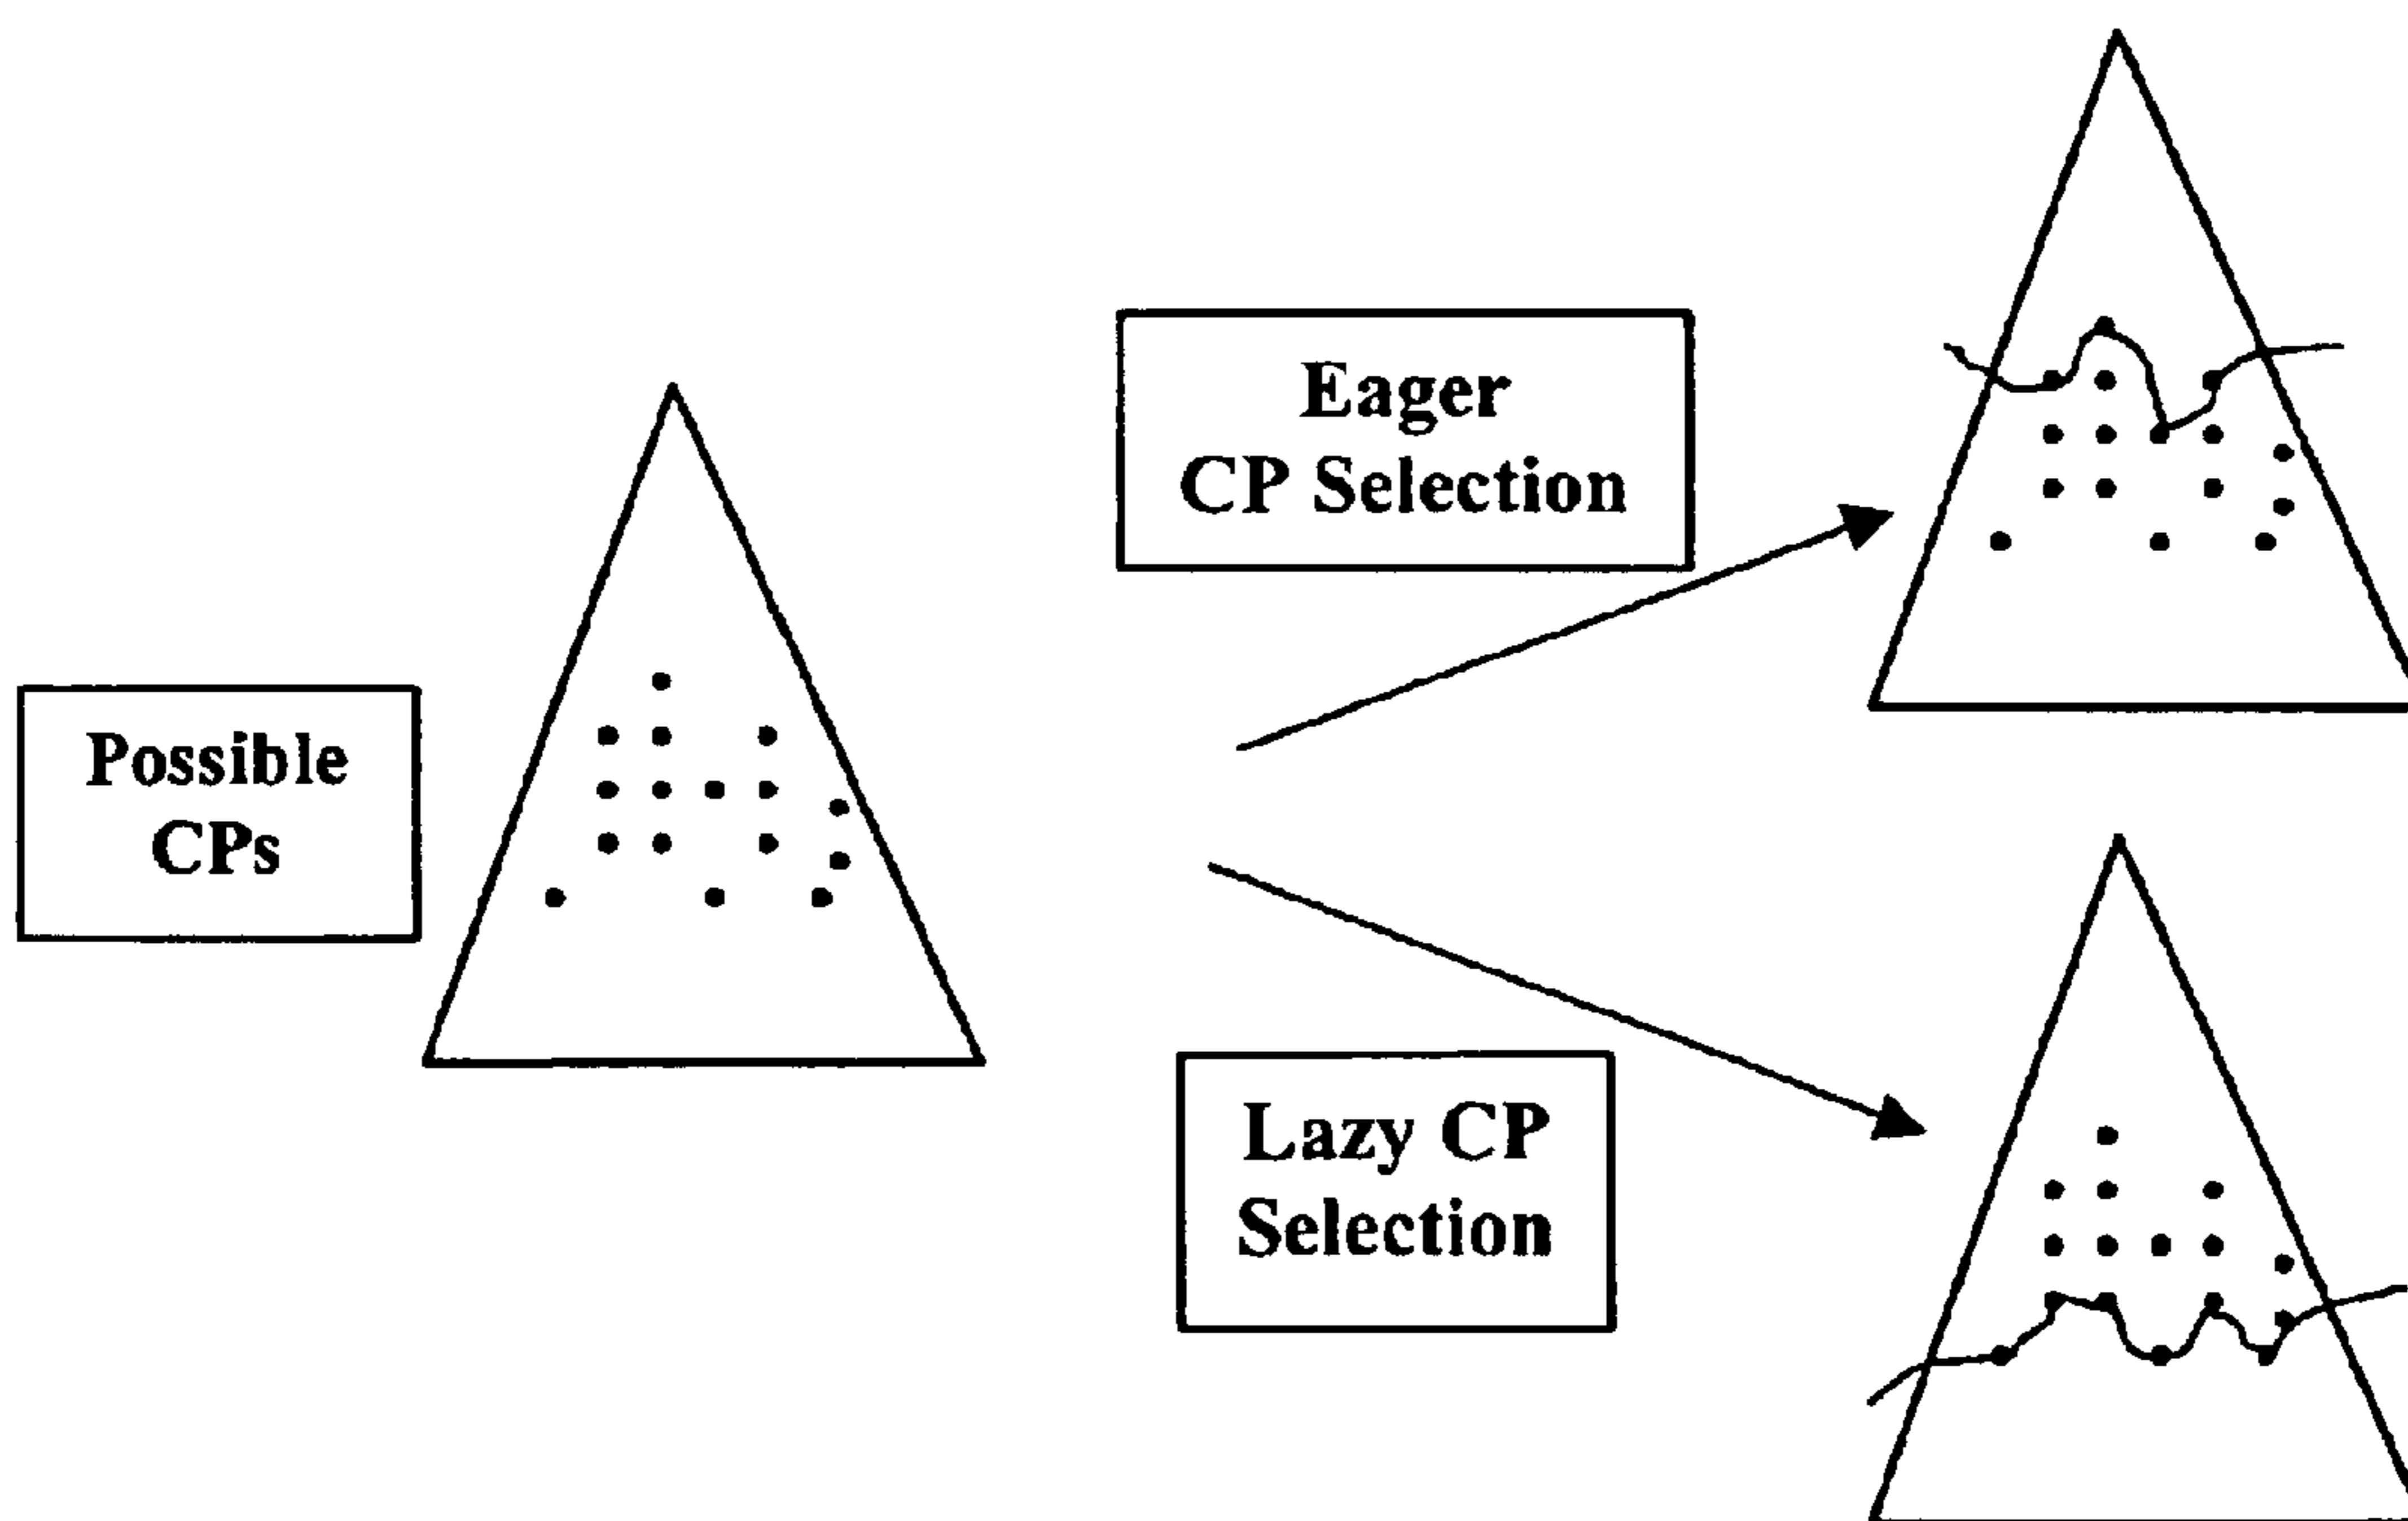 Possible
CPs
Eager
CP Selection
Lazy CP
Selection